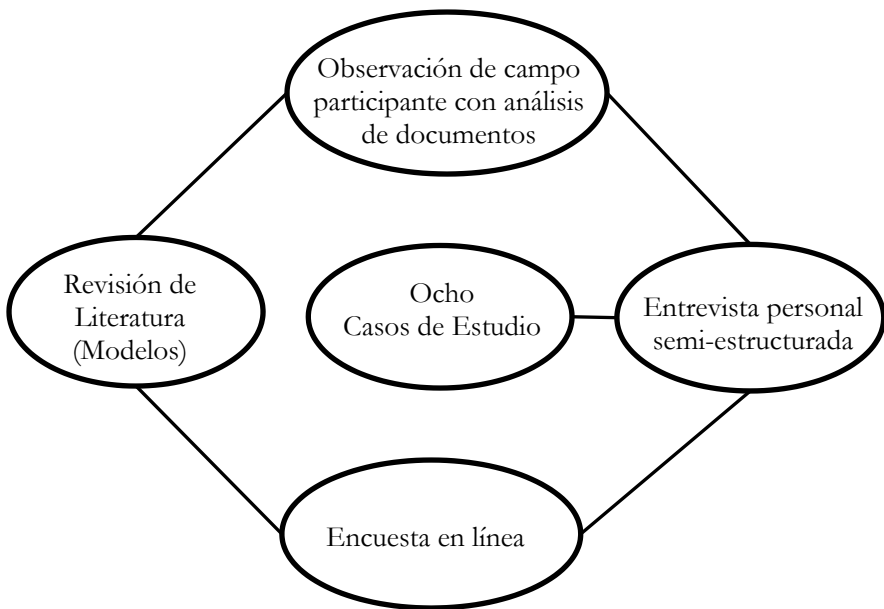 Observación de campo
participante con análisis
de documentos
Revisión de
Literatura
(Modelos)
Ocho
Casos de Estudio
Entrevista personal
semi-estructurada
Encuesta en línea